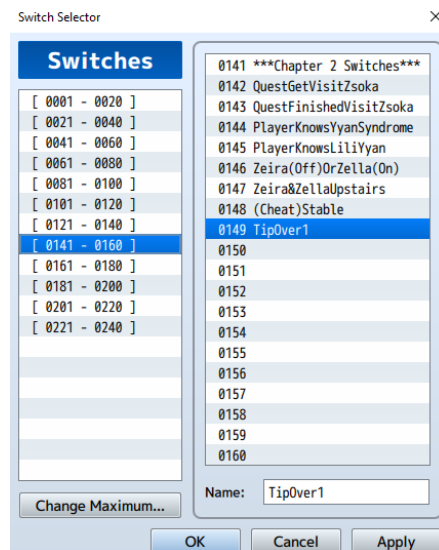 Switch Selector
Switches
[ 0001 - 0020 ]
[ 0021 - 0040 ]
[ 0041 - 0060 ]
[ 0061 - 0080 ]
[ 0081 - 0100 ]
[ 0101 - 0120 ]
[ 0121 - 0140 ]
[ 0141 - 0160 ]
[ 0161 - 0180 ]
[ 0181 - 0200 ]
[ 0201 - 0220 ]
[ 0221 - 0240 ]
Change Maximum...
0141 ***Chapter 2 Switches***
0142 QuestGetVisitZsoka
0143 QuestFinishedVisitZsoka
0144 PlayerKnowsYyanSyndrome
0145 PlayerKnowsLiliYyan
0146 Zeira(Off)OrZella(On)
0147 Zeira&ZellaUpstairs
0148 (Cheat)Stable
0149 TipOver1
0150
0151
0152
0153
0154
0155
0156
0157
0158
0159
0160
Name: TipOver1
OK Cancel Apply